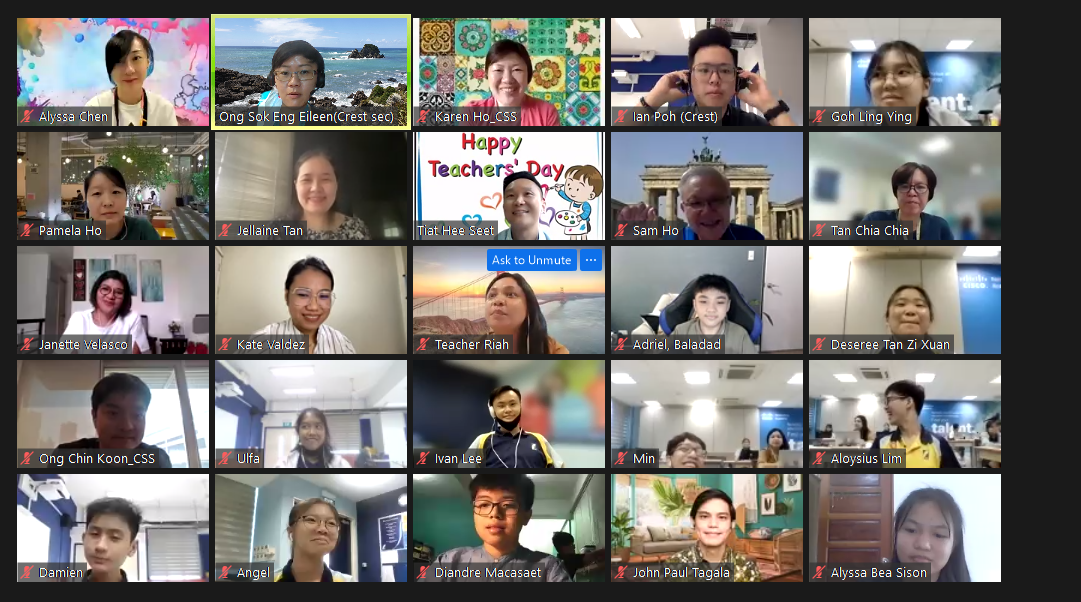 Alyssa Chen
Ong Sok Eng Eileen(Crest sec)
Karen Ho_CSS
Ian Poh (Crest)
Goh Ling Ying
Pamela Ho
Jellaine Tan
Happy
Teachers' Day
Tiat Hee Seet
Sam Ho
Tan Chia Chia
Janette Velasco
Kate Valdez
Ask to Unmute ...
Teacher Riah
Adriel, Baladad
Deseree Tan Zi Xuan
Ong Chin Koon_CSS
Ulfa
Ivan Lee
Min
talent.
Aloysius Lim
Damien
Angel
Diandre Macasaet
John Paul Tagala
Alyssa Bea Sison